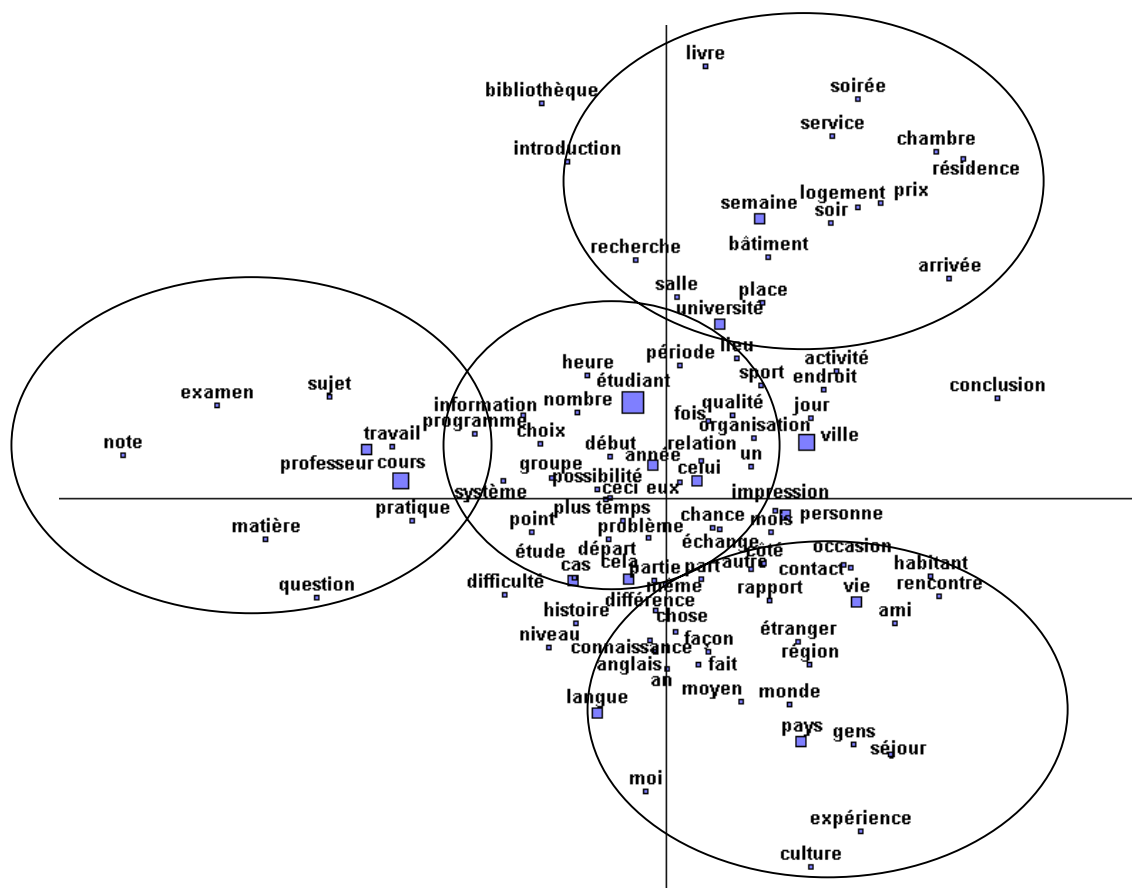 livre
bibliothèque
soirée
service
chambre
introduction
résidence
logement
prix
semaine
soir
recherche
bâtiment
arrivée
salle
place
université
période
lieu
heure
activité
sport
endroit
étudiant
examen
sujet
conclusion
information
nombre
fois
qualité
jour
programme
choix
organisation
note
travail
début
relation
un
ville
professeur
cours
groupe
possibilité
année
celui
système
ceci
eux
impression
pratique
plus
temps
chance
mois
personne
matière
point
problème
étude
départ
échange
côté
occasion
cas
cela
partie
part
autre
contact
habitant
question
difficulté
même
rapport
vie
rencontre
histoire
différence
chose
ami
niveau
connaissance
façon
étranger
région
anglais
fait
an
langue
moyen
monde
pays
gens
séjour
moi
expérience
culture